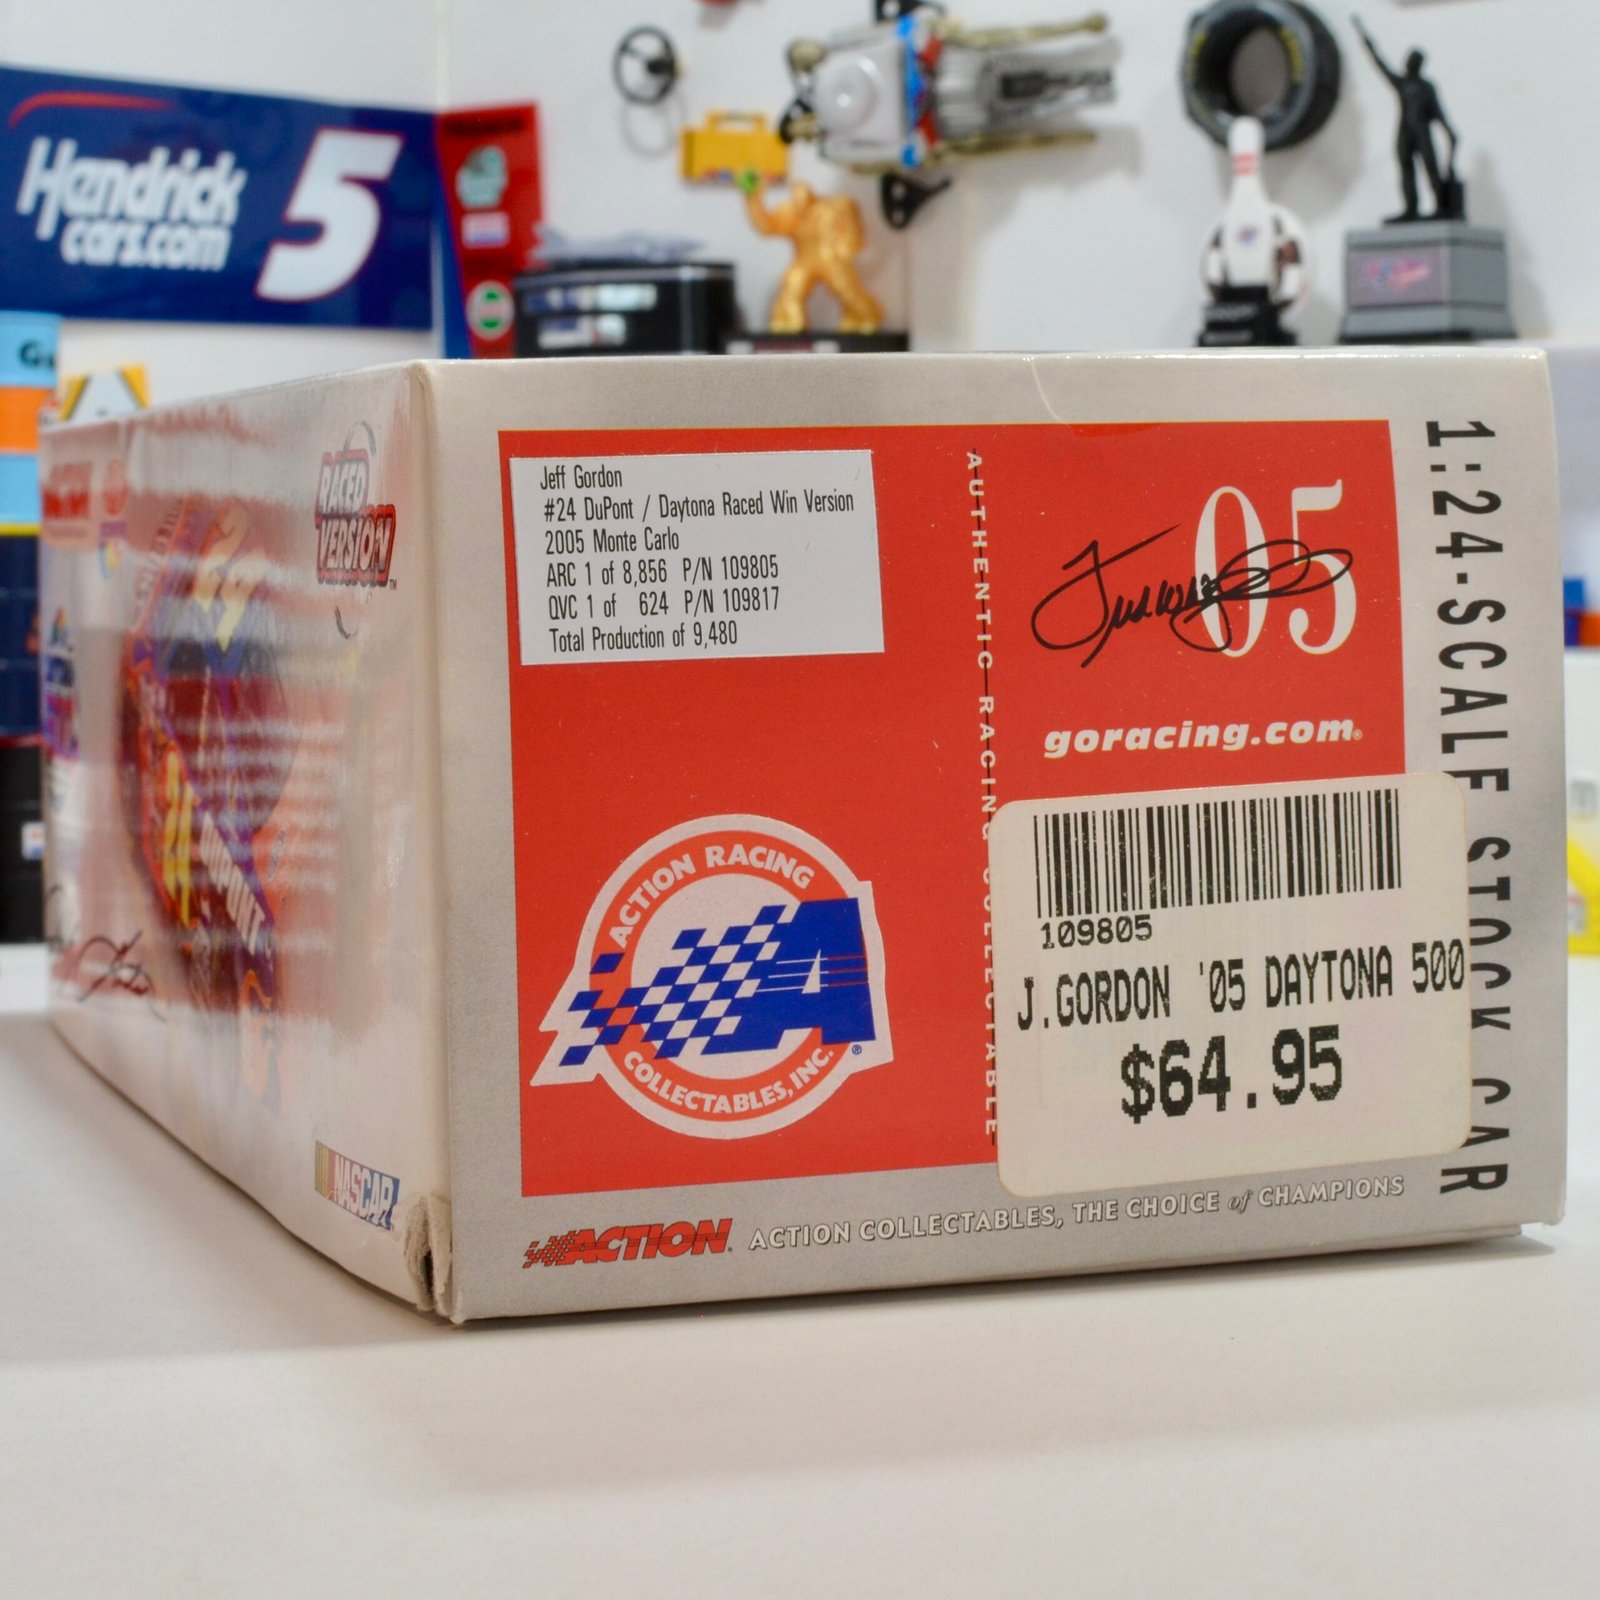 Hendrick
cars.com
5
RACED
VERSION™
24
DUPONT
NASCAR
Jeff Gordon
#24 DuPont / Daytona Raced Win Version
2005 Monte Carlo
ARC 1 of 8,856 P/N 109805
QVC 1 of 624 P/N 109817
Total Production of 9,480
AUTHENTIC RACING COLLECTABLE
05
goracing.com®
1:24-SCALE STOCK CAR
ACTION RACING
A
COLLECTABLES, INC.®
109805
J.GORDON '05 DAYTONA 500
$64.95
ACTION® ACTION COLLECTABLES, THE CHOICE of CHAMPIONS